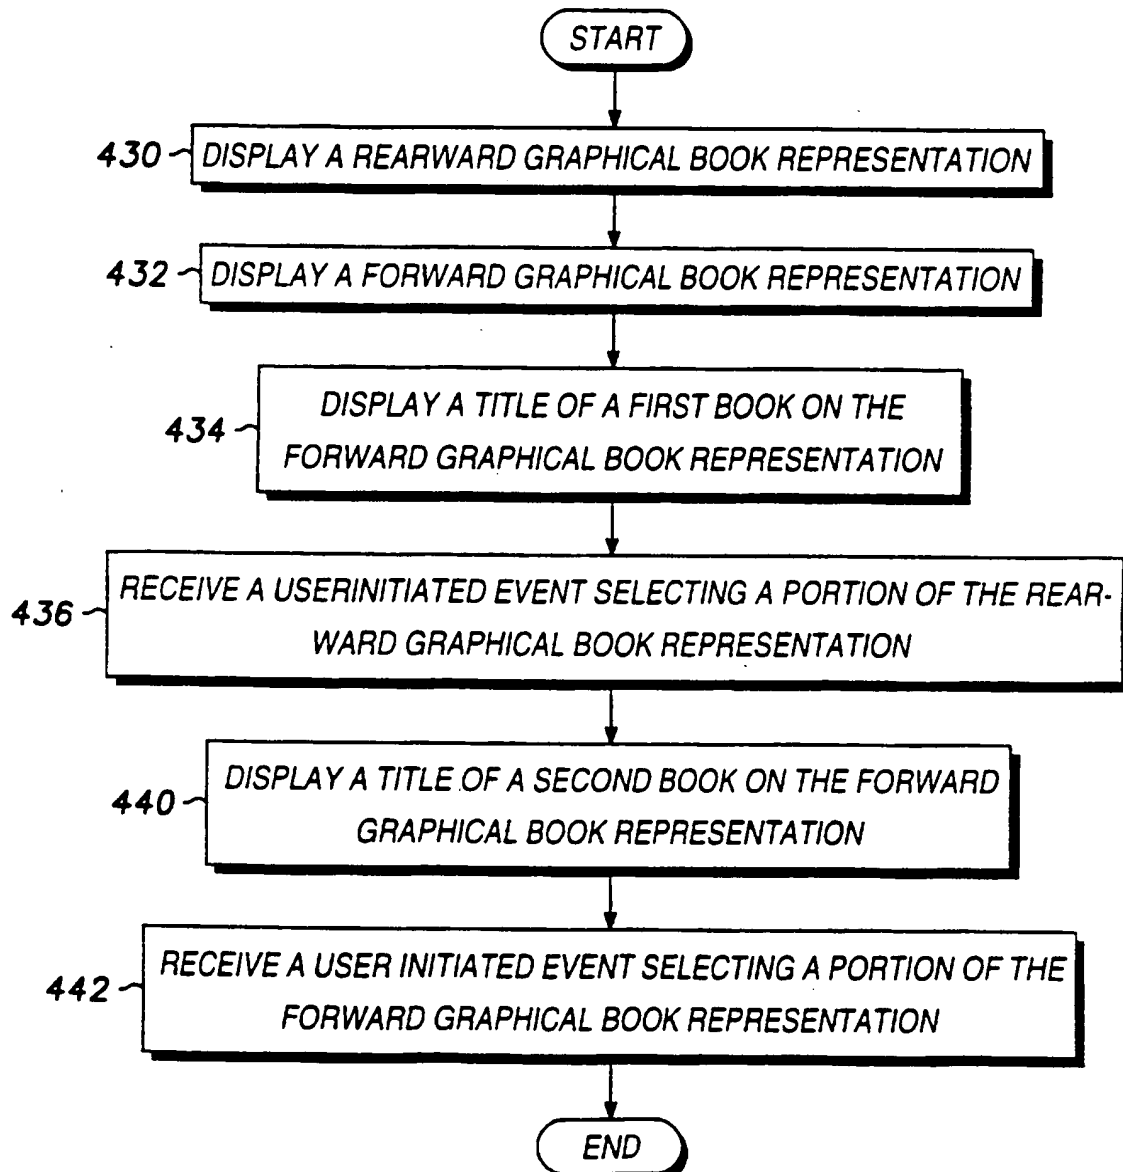 START
430 DISPLAY A REARWARD GRAPHICAL BOOK REPRESENTATION
432 DISPLAY A FORWARD GRAPHICAL BOOK REPRESENTATION
DISPLAY A TITLE OF A FIRST BOOK ON THE
434
FORWARD GRAPHICAL BOOK REPRESENTATION
RECEIVE A USERINITIATED EVENT SELECTING A PORTION OF THE REAR-
436
WARD GRAPHICAL BOOK REPRESENTATION
DISPLAY A TITLE OF A SECOND BOOK ON THE FORWARD
440
GRAPHICAL BOOK REPRESENTATION
RECEIVE A USER INITIATED EVENT SELECTING A PORTION OF THE
442
FORWARD GRAPHICAL BOOK REPRESENTATION
END